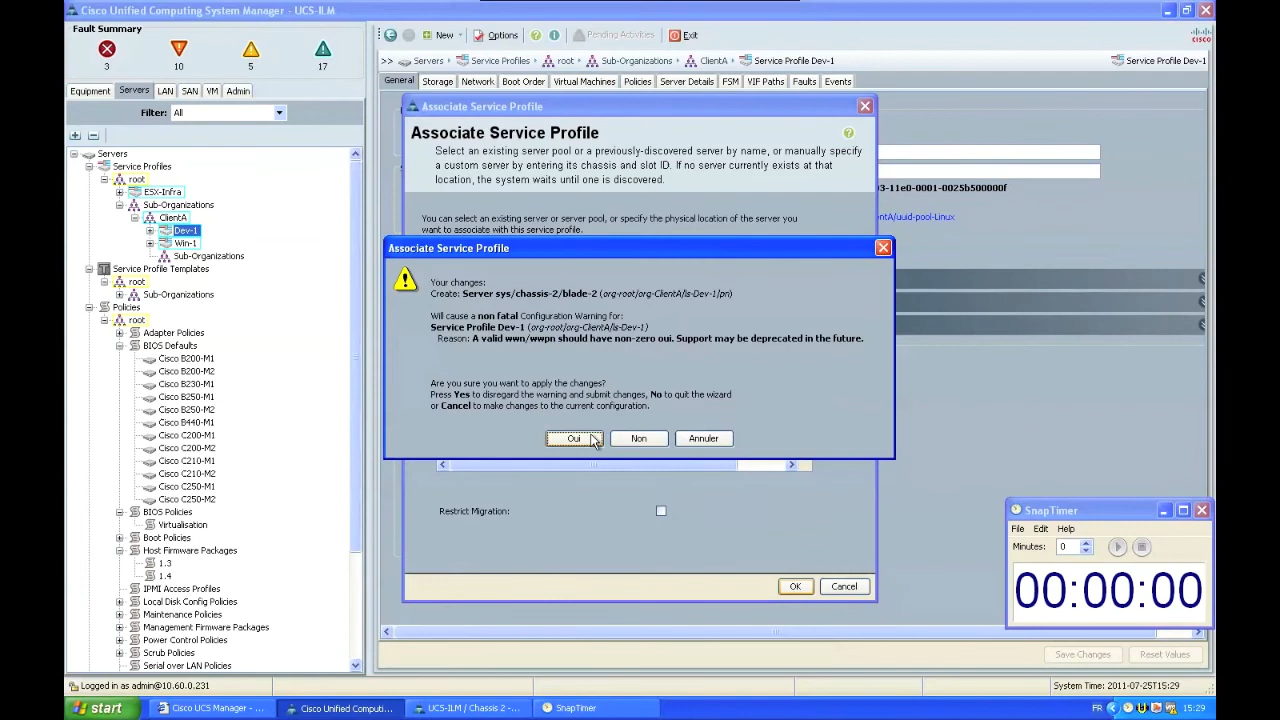 Cisco Unified Computing System Manager - UCS-ILM
Fault Summary
3
10
5
17
Equipment
Servers
LAN
SAN
VM
Admin
Filter:
All
Servers
Service Profiles
root
ESX-Infra
Sub-Organizations
ClientA
Dev-1
Win-1
Sub-Organizations
Service Profile Templates
root
Sub-Organizations
Policies
root
Adapter Policies
BIOS Defaults
Cisco B200-M1
Cisco B200-M2
Cisco B230-M1
Cisco B250-M1
Cisco B250-M2
Cisco B440-M1
Cisco C200-M1
Cisco C200-M2
Cisco C210-M1
Cisco C210-M2
Cisco C250-M1
Cisco C250-M2
BIOS Policies
Virtualisation
Boot Policies
Host Firmware Packages
1.3
1.4
IPMI Access Profiles
Local Disk Config Policies
Maintenance Policies
Management Firmware Packages
Power Control Policies
Scrub Policies
Serial over LAN Policies
New
Options
Pending Activities
Exit
CISCO
>> Servers
Service Profiles
root
Sub-Organizations
ClientA
Service Profile Dev-1
Service Profile Dev-1
General
Storage
Network
Boot Order
Virtual Machines
Policies
Server Details
FSM
VIF Paths
Faults
Events
Associate Service Profile
Associate Service Profile
Select an existing server pool or a previously-discovered server by name, or manually specify
a custom server by entering its chassis and slot ID. If no server currently exists at that
location, the system waits until one is discovered.
You can select an existing server or server pool, or specify the physical location of the server you
want to associate with this service profile.
03-11e0-0001-0025b500000f
entA/uuid-pool-Linux
Associate Service Profile
Your changes:
Create: Server sys/chassis-2/blade-2 (org-root/org-ClientA/ls-Dev-1/pn)
Will cause a non fatal Configuration Warning for:
Service Profile Dev-1 (org-root/org-ClientA/ls-Dev-1)
Reason: A valid wwn/wwpn should have non-zero oui. Support may be deprecated in the future.
Are you sure you want to apply the changes?
Press Yes to disregard the warning and submit changes, No to quit the wizard
or Cancel to make changes to the current configuration.
Oui
Non
Annuler
Restrict Migration:
OK
Cancel
SnapTimer
File
Edit
Help
Minutes:
0
00:00:00
Save Changes
Reset Values
Logged in as admin@10.60.0.231
System Time: 2011-07-25T15:29
start
Cisco UCS Manager - ...
Cisco Unified Computi...
UCS-ILM / Chassis 2 - ...
SnapTimer
FR
15:29